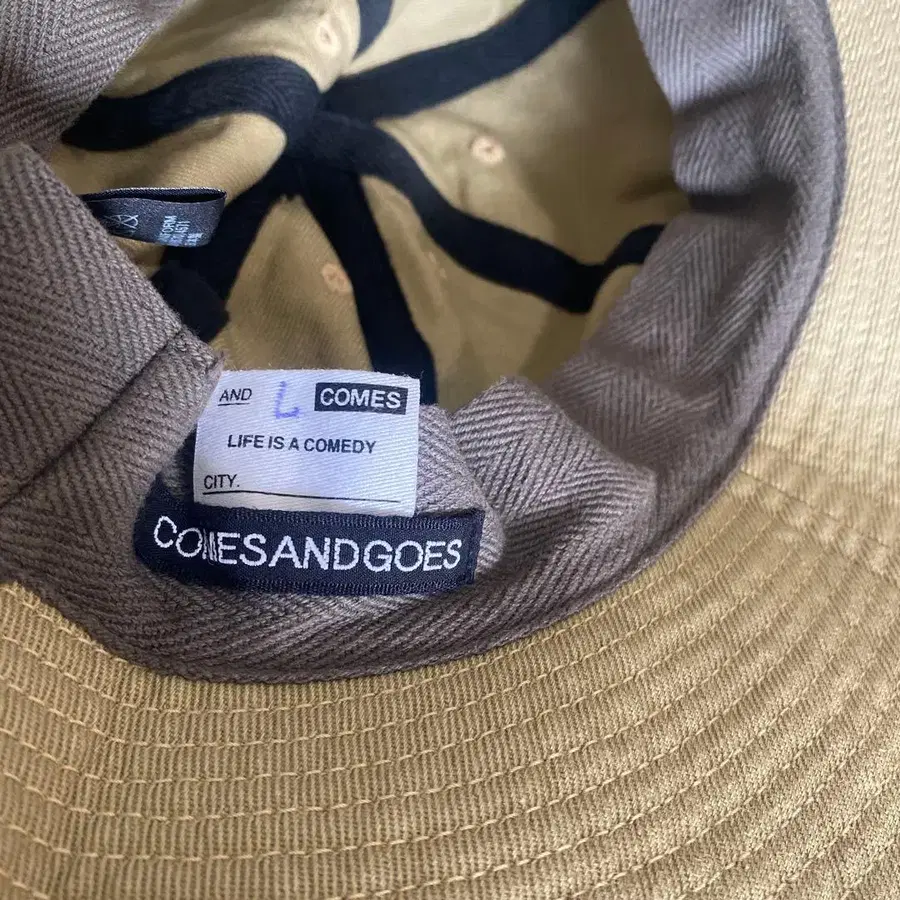 AND L COMES
LIFE IS A COMEDY
CITY.
COMESANDGOES